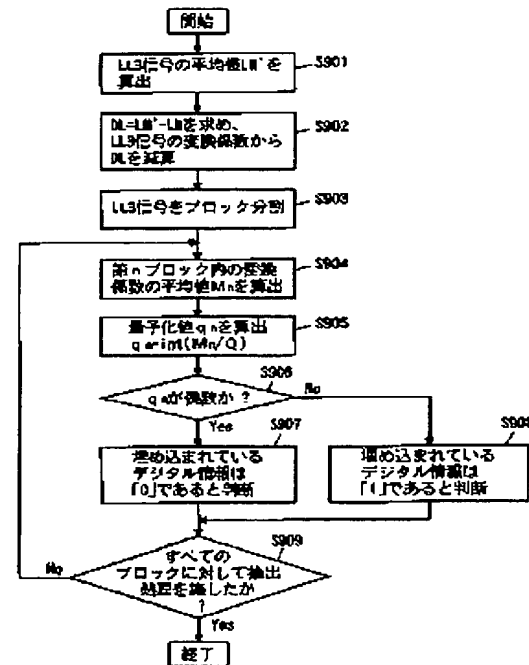 開始
LL3信号の平均値LM'を
算出
S901
DL=LM'-LMを求め、
LL3信号の変換係数から
DLを減算
S902
LL3信号をブロック分割
S903
第nブロック内の変換
係数の平均値Mnを算出
S904
量子化値qnを算出
qn=int(Mn/Q)
S905
qnが偶数か?
S906
No
Yes
S907
埋め込まれている
デジタル情報は
「0」であると判断
S908
埋め込まれている
デジタル情報は
「1」であると判断
S909
すべての
ブロックに対して抽出
処理を施したか
?
No
Yes
終了